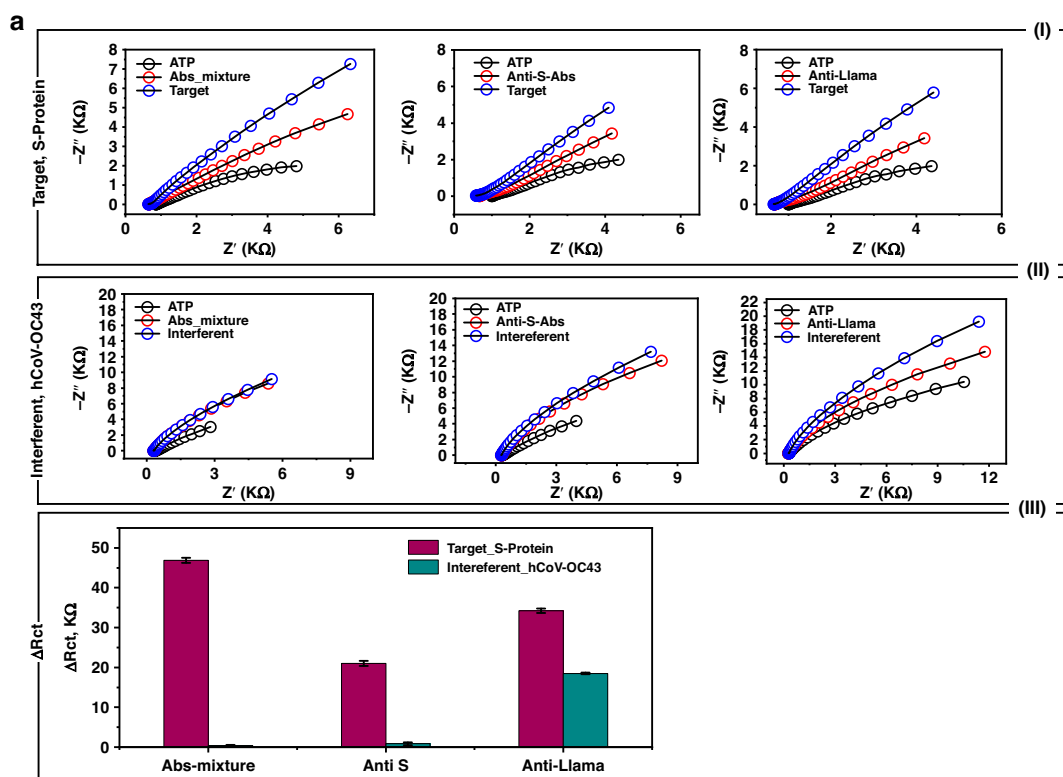 a
(I)
Target, S-Protein
8
7
6
5
4
3
2
1
0
–Z″ (KΩ)
ATP
Abs_mixture
Target
2
4
6
Z′ (KΩ)
8
6
4
2
0
–Z″ (KΩ)
ATP
Anti-S-Abs
Target
0
2
4
6
Z′ (KΩ)
8
7
6
5
4
3
2
1
0
–Z″ (KΩ)
ATP
Anti-Llama
Target
2
4
6
Z′ (KΩ)
(II)
Interferent, hCoV-OC43
20
18
16
14
12
10
8
6
4
2
0
–Z″ (KΩ)
ATP
Abs_mixture
Interferent
0
3
6
9
Z′ (KΩ)
20
18
16
14
12
10
8
6
4
2
0
–Z″ (KΩ)
ATP
Anti-S-Abs
Intereferent
0
3
6
9
Z′ (KΩ)
22
20
18
16
14
12
10
8
6
4
2
0
–Z″ (KΩ)
ATP
Anti-Llama
Intereferent
0
3
6
9
12
Z′ (KΩ)
(III)
ΔRct
50
40
30
20
10
0
ΔRct, KΩ
Target_S-Protein
Intereferent_hCoV-OC43
Abs-mixture
Anti S
Anti-Llama